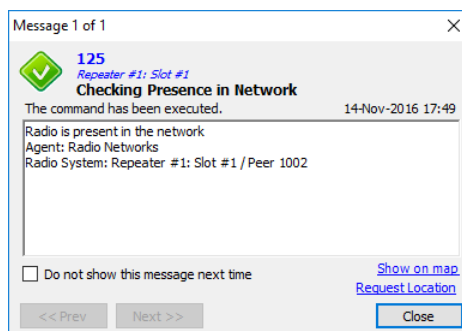 Message 1 of 1
125
Repeater #1: Slot #1
Checking Presence in Network
The command has been executed. 14-Nov-2016 17:49
Radio is present in the network
Agent: Radio Networks
Radio System: Repeater #1: Slot #1 / Peer 1002
Do not show this message next time
Show on map
Request Location
<< Prev Next >> Close